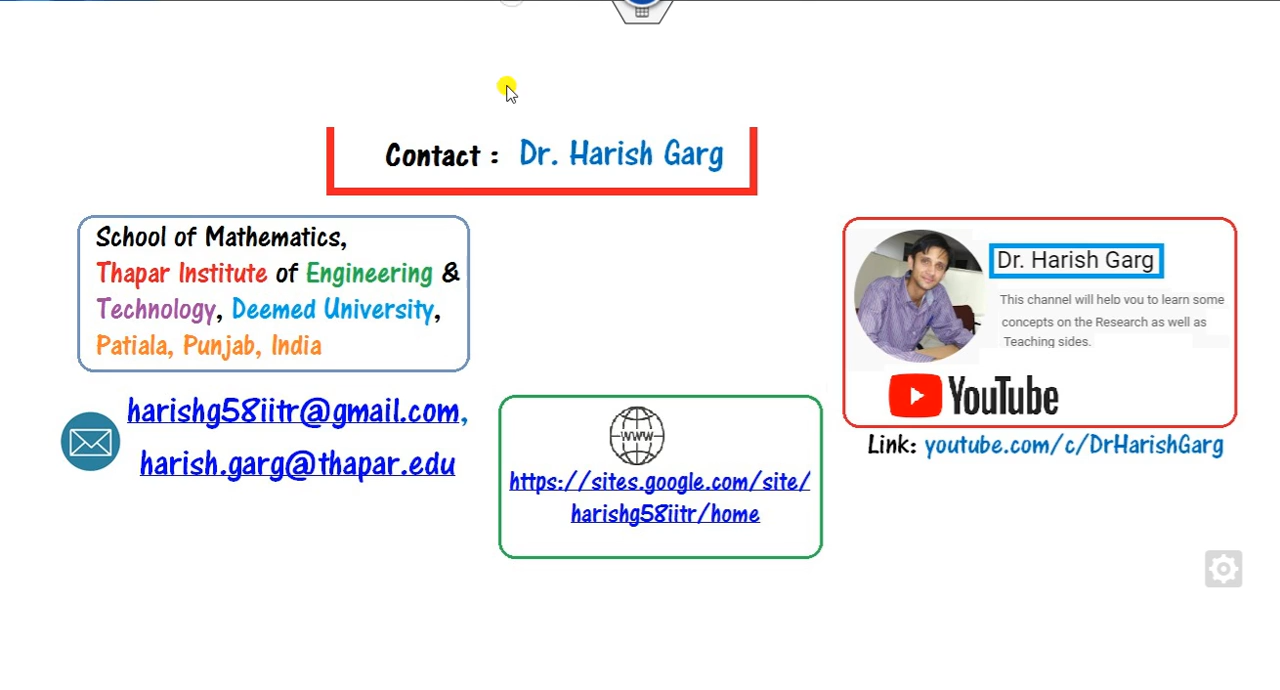 Contact : Dr. Harish Garg
School of Mathematics,
Thapar Institute of Engineering &
Technology, Deemed University,
Patiala, Punjab, India
harishg58iitr@gmail.com,
harish.garg@thapar.edu
www
https://sites.google.com/site/
harishg58iitr/home
Dr. Harish Garg
This channel will help you to learn some
concepts on the Research as well as
Teaching sides.
YouTube
Link: youtube.com/c/DrHarishGarg